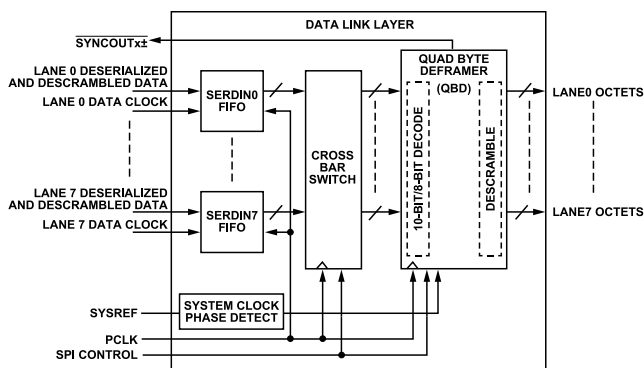 DATA LINK LAYER
SYNCOUTx±
QUAD BYTE
DEFRAMER
(QBD)
LANE 0 DESERIALIZED
AND DESCRAMBLED DATA
LANE 0 DATA CLOCK
SERDIN0
FIFO
LANE0 OCTETS
10-BIT/8-BIT DECODE
DESCRAMBLE
CROSS
BAR
SWITCH
LANE 7 DESERIALIZED
AND DESCRAMBLED DATA
LANE 7 DATA CLOCK
SERDIN7
FIFO
LANE7 OCTETS
SYSREF
SYSTEM CLOCK
PHASE DETECT
PCLK
SPI CONTROL